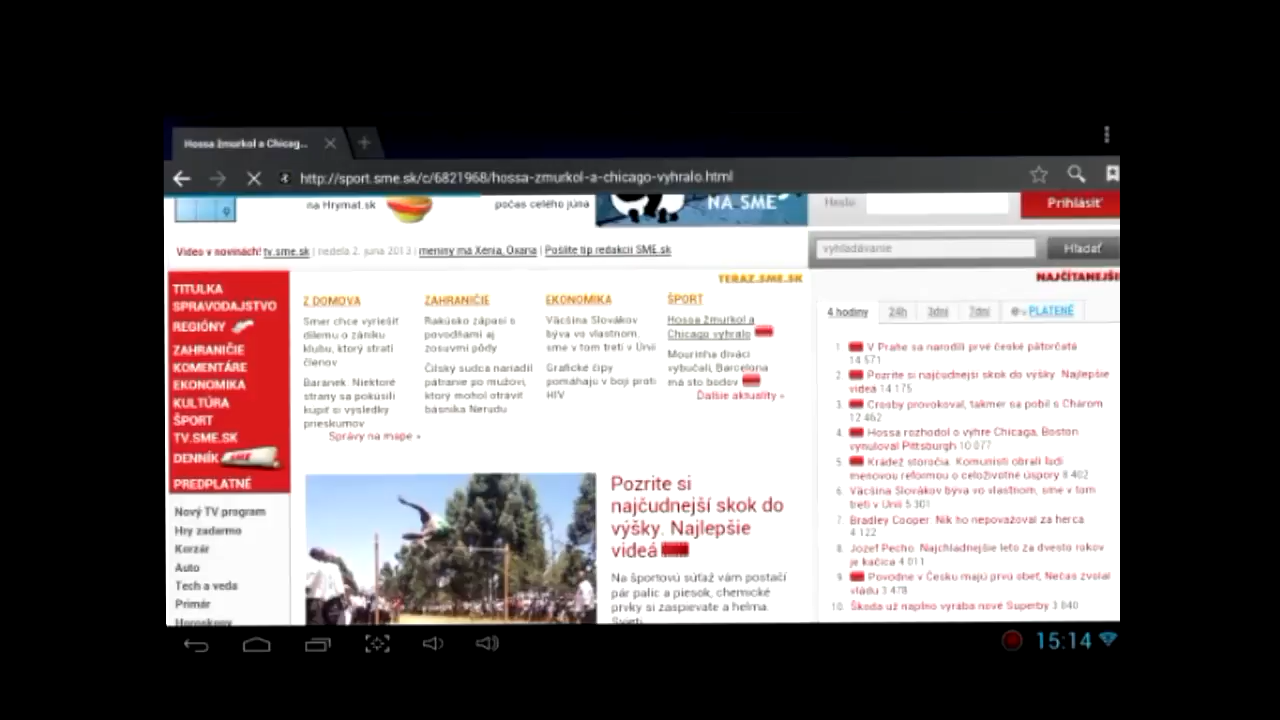 Hossa žmurkol a Chicag...
http://sport.sme.sk/c/6821968/hossa-zmurkol-a-chicago-vyhralo.html
na Hrymat.sk
počas celého júna
NA SME
Heslo
Prihlásiť
Video v novinách! tv.sme.sk | nedeľa 2. júna 2013 | meniny má Xénia, Oxana | Pošlite tip redakcii SME.sk
vyhľadávanie
Hľadať
TITULKA
SPRAVODAJSTVO
REGIÓNY
ZAHRANIČIE
KOMENTÁRE
EKONOMIKA
KULTÚRA
ŠPORT
TV.SME.SK
DENNÍK SME
PREDPLATNÉ
Nový TV program
Hry zadarmo
Korzár
Auto
Tech a veda
Primár
Horoskopy
TERAZ.SME.SK
Z DOMOVA
Smer chce vyriešiť
dilemu o zániku
klubu, ktorý stratí
členov
Baránek: Niektoré
strany sa pokúsili
kúpiť si výsledky
prieskumov
Správy na mape »
ZAHRANIČIE
Rakúsko zápasí s
povodňami aj
zosuvmi pôdy
Čilský sudca nariadil
pátranie po mužovi,
ktorý mohol otráviť
básnika Nerudu
EKONOMIKA
Väčšina Slovákov
býva vo vlastnom,
sme v tom tretí v Únii
Grafické čipy
pomáhajú v boji proti
HIV
ŠPORT
Hossa žmurkol a
Chicago vyhralo
Mourinha diváci
vybučali, Barcelona
má sto bodov
Ďalšie aktuality »
Pozrite si
najčudnejší skok do
výšky. Najlepšie
videá
Na športovú súťaž vám postačí
pár palíc a piesok, chemické
prvky si zaspievate a helma.
Svieti
NAJČÍTANEJŠIE
4 hodiny 24h 3dni 7dní PLATENÉ
1. V Prahe sa narodili prvé české päťorčatá
14 571
2. Pozrite si najčudnejší skok do výšky. Najlepšie
videá 14 175
3. Crosby provokoval, takmer sa pobil s Chárom
12 462
4. Hossa rozhodol o výhre Chicaga, Boston
vynuloval Pittsburgh 10 077
5. Krádež storočia. Komunisti obrali ľudí
menovou reformou o celoživotné úspory 8 402
6. Väčšina Slovákov býva vo vlastnom, sme v tom
tretí v Únii 5 301
7. Bradley Cooper: Nik ho nepovažoval za herca
4 122
8. Jozef Pecho: Najchladnejšie leto za dvesto rokov
je kačica 4 011
9. Povodne v Česku majú prvú obeť, Nečas zvolal
vládu 3 478
10. Škoda už naplno vyrába nové Superby 3 840
15:14